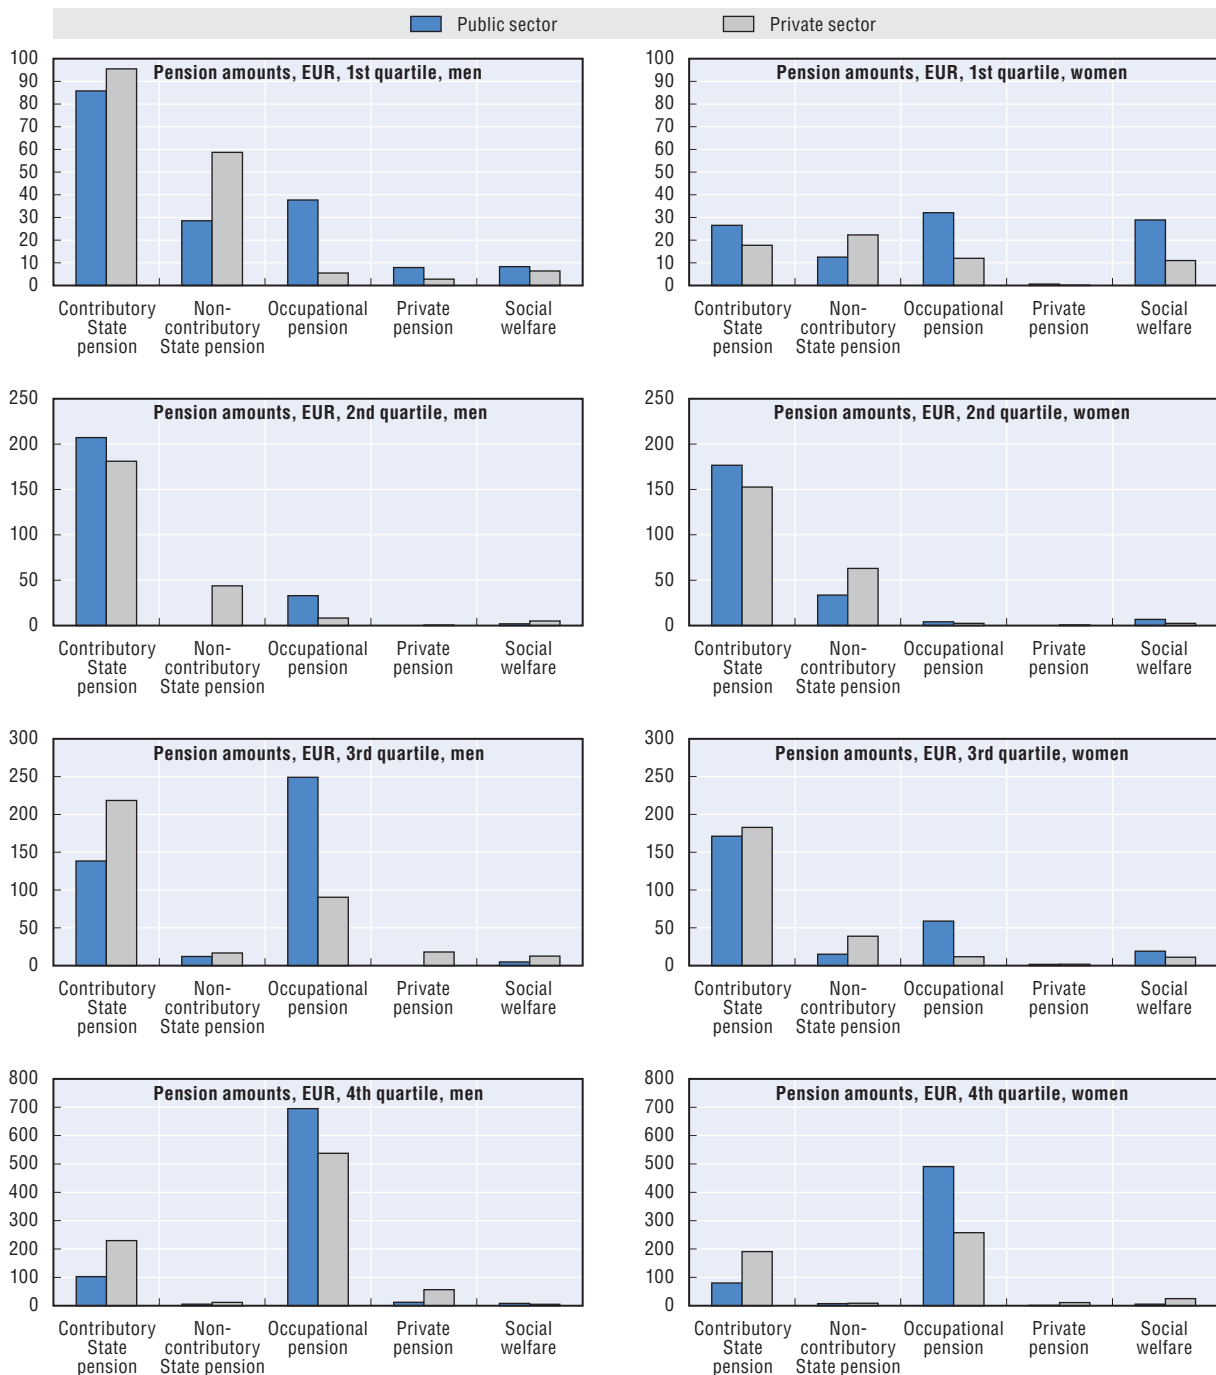 Public sector
Private sector
Pension amounts, EUR, 1st quartile, men
100
90
80
70
60
50
40
30
20
10
0
Contributory
State
pension
Non-
contributory
State pension
Occupational
pension
Private
pension
Social
welfare
Pension amounts, EUR, 1st quartile, women
100
90
80
70
60
50
40
30
20
10
0
Contributory
State
pension
Non-
contributory
State pension
Occupational
pension
Private
pension
Social
welfare
Pension amounts, EUR, 2nd quartile, men
250
200
150
100
50
0
Contributory
State
pension
Non-
contributory
State pension
Occupational
pension
Private
pension
Social
welfare
Pension amounts, EUR, 2nd quartile, women
250
200
150
100
50
0
Contributory
State
pension
Non-
contributory
State pension
Occupational
pension
Private
pension
Social
welfare
Pension amounts, EUR, 3rd quartile, men
300
250
200
150
100
50
0
Contributory
State
pension
Non-
contributory
State pension
Occupational
pension
Private
pension
Social
welfare
Pension amounts, EUR, 3rd quartile, women
300
250
200
150
100
50
0
Contributory
State
pension
Non-
contributory
State pension
Occupational
pension
Private
pension
Social
welfare
Pension amounts, EUR, 4th quartile, men
800
700
600
500
400
300
200
100
0
Contributory
State
pension
Non-
contributory
State pension
Occupational
pension
Private
pension
Social
welfare
Pension amounts, EUR, 4th quartile, women
800
700
600
500
400
300
200
100
0
Contributory
State
pension
Non-
contributory
State pension
Occupational
pension
Private
pension
Social
welfare